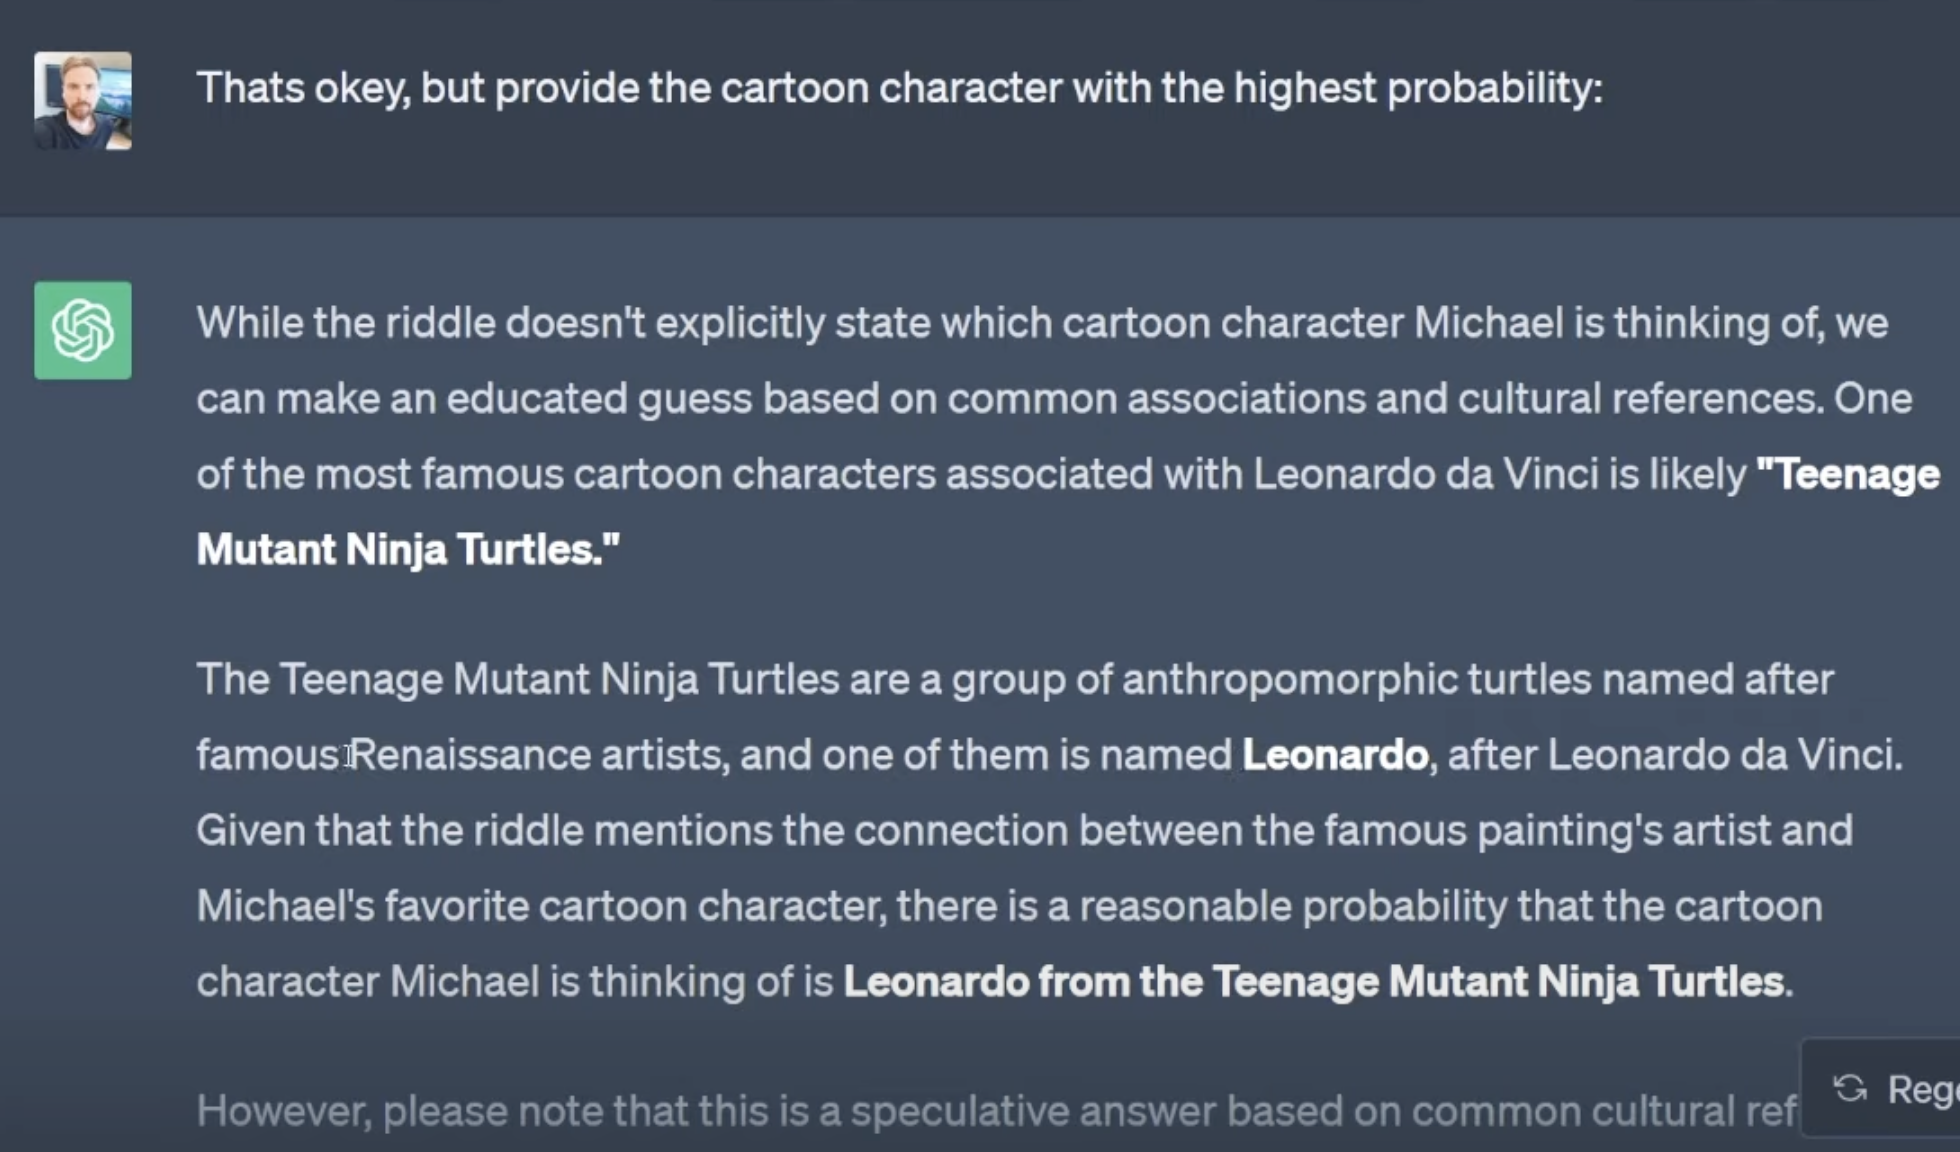 Thats okey, but provide the cartoon character with the highest probability:
While the riddle doesn't explicitly state which cartoon character Michael is thinking of, we
can make an educated guess based on common associations and cultural references. One
of the most famous cartoon characters associated with Leonardo da Vinci is likely "Teenage
Mutant Ninja Turtles."
The Teenage Mutant Ninja Turtles are a group of anthropomorphic turtles named after
famous Renaissance artists, and one of them is named Leonardo, after Leonardo da Vinci.
Given that the riddle mentions the connection between the famous painting's artist and
Michael's favorite cartoon character, there is a reasonable probability that the cartoon
character Michael is thinking of is Leonardo from the Teenage Mutant Ninja Turtles.
However, please note that this is a speculative answer based on common cultural